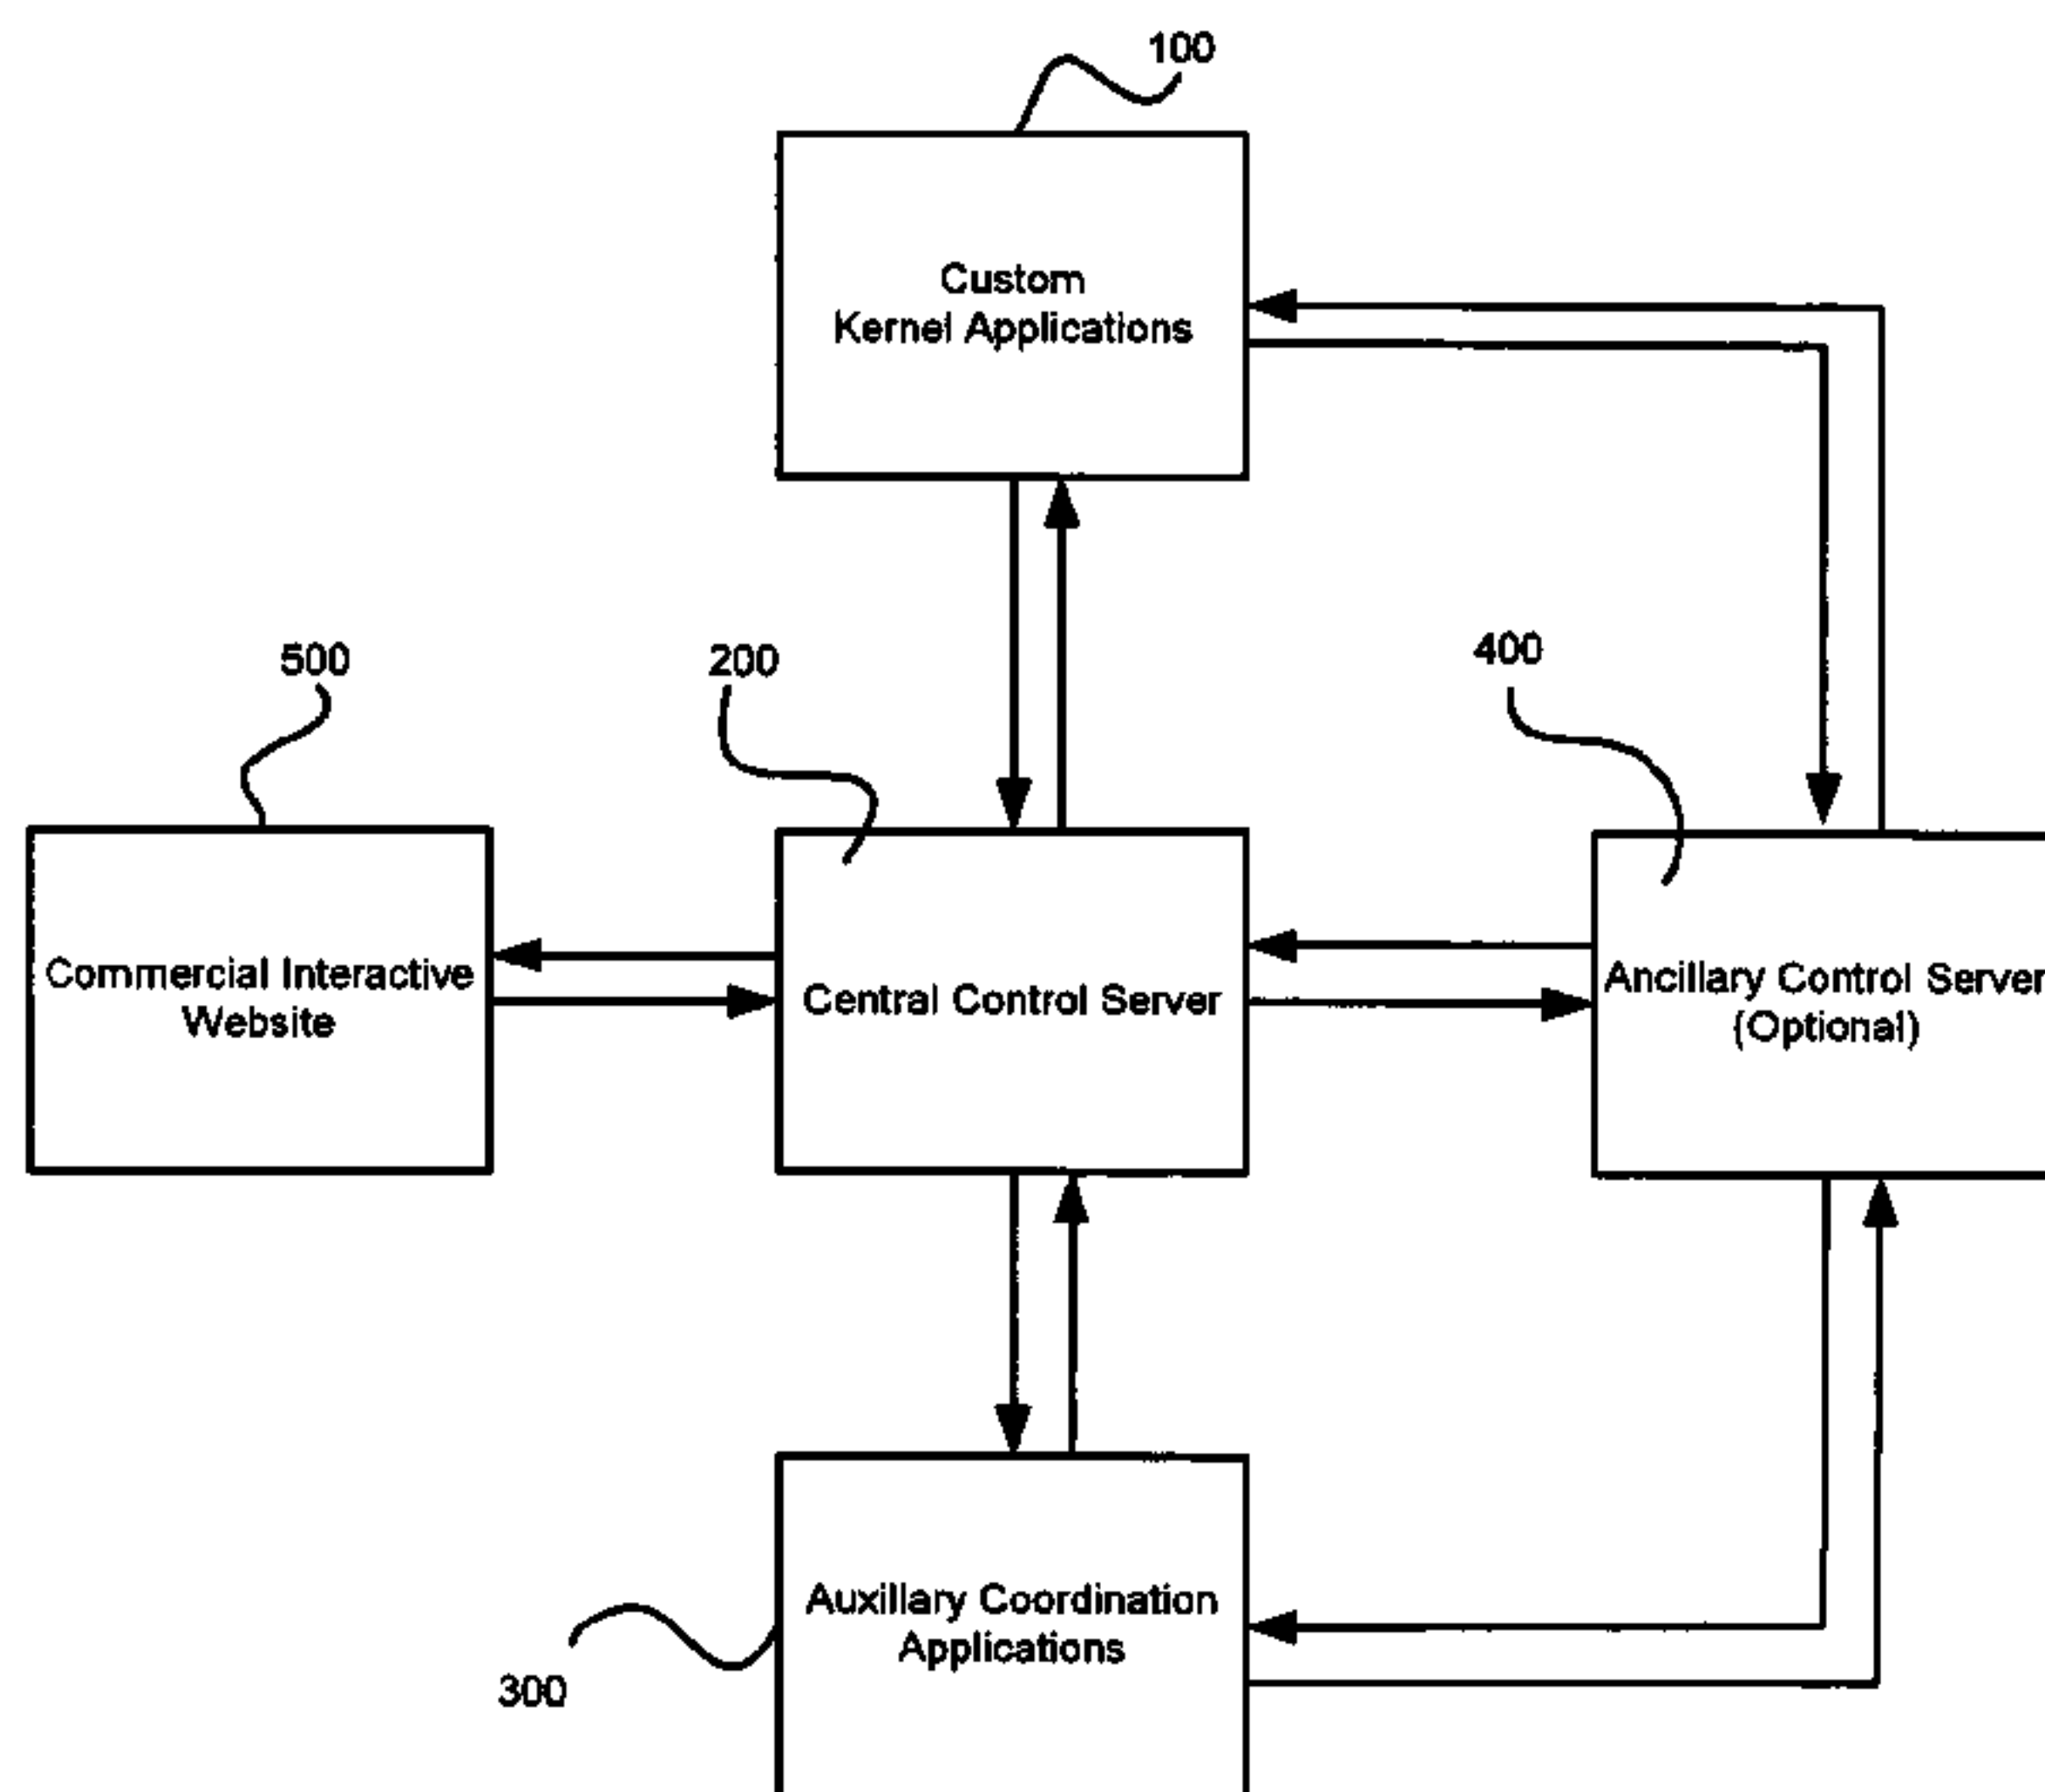 100
Custom
Kernel Applications
500
200
400
Commercial Interactive
Website
Central Control Server
Ancillary Control Server
(Optional)
Auxillary Coordination
Applications
300